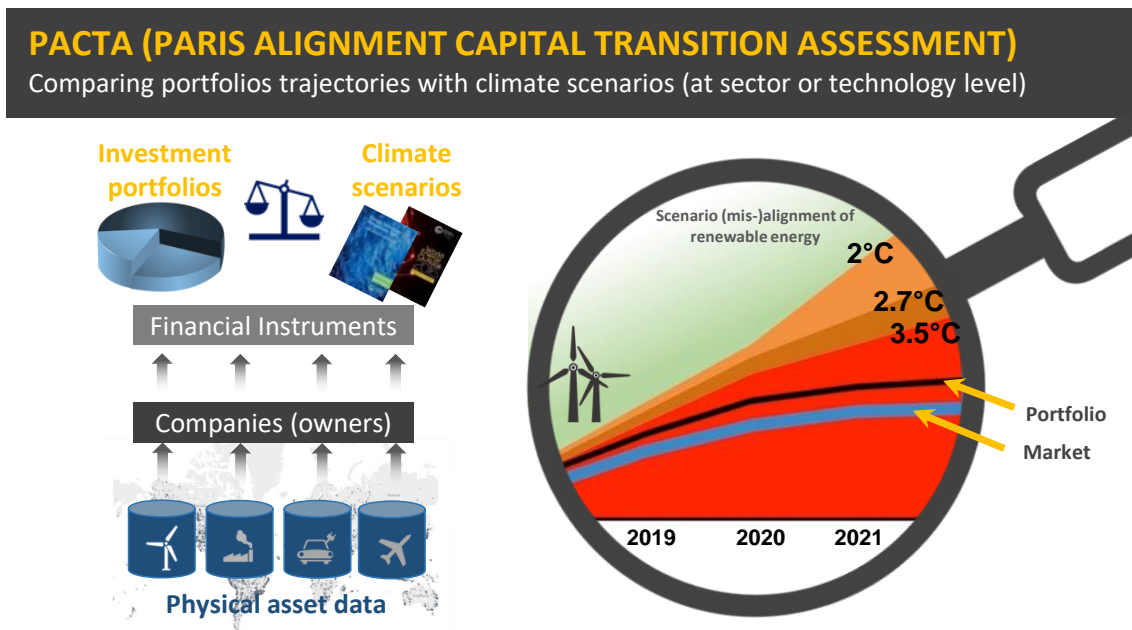 PACTA (PARIS ALIGNMENT CAPITAL TRANSITION ASSESSMENT)
Comparing portfolios trajectories with climate scenarios (at sector or technology level)
Investment
portfolios
Climate
scenarios
Financial Instruments
Companies (owners)
Physical asset data
Scenario (mis-)alignment of
renewable energy
2°C
2.7°C
3.5°C
Portfolio
Market
2019
2020
2021